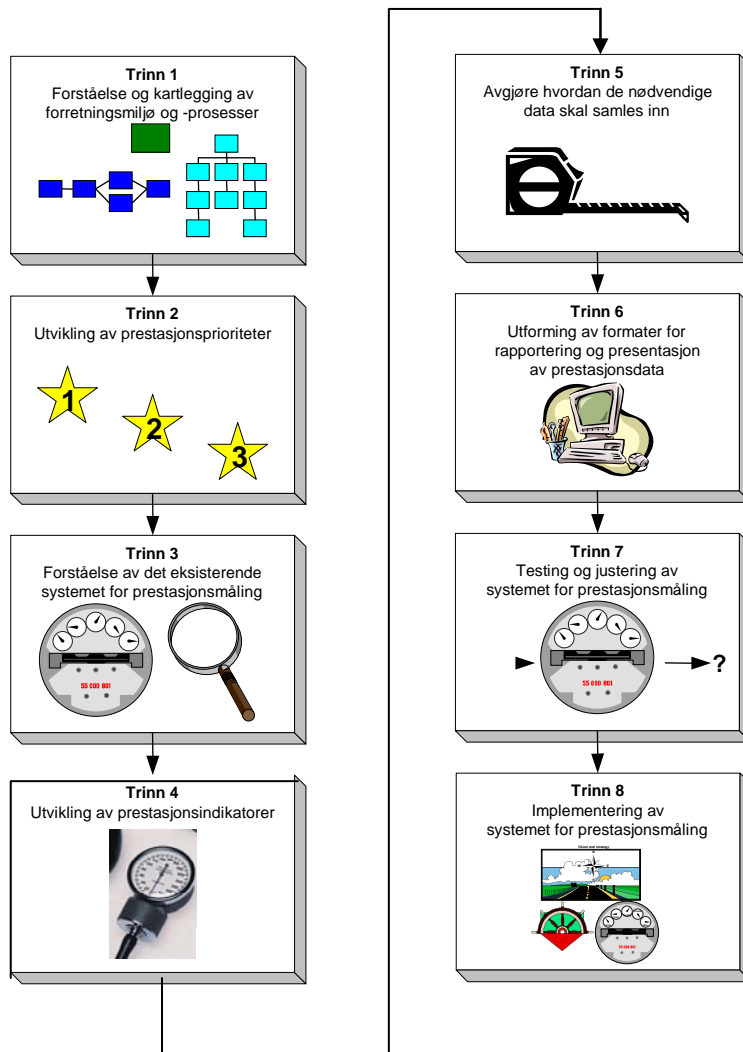 Trinn 1
Forståelse og kartlegging av
forretningsmiljø og -prosesser
Trinn 2
Utvikling av prestasjonsprioriteter
1
2
3
Trinn 3
Forståelse av det eksisterende
systemet for prestasjonsmåling
55 000 801
Trinn 4
Utvikling av prestasjonsindikatorer
Trinn 5
Avgjøre hvordan de nødvendige
data skal samles inn
Trinn 6
Utforming av formater for
rapportering og presentasjon
av prestasjonsdata
Trinn 7
Testing og justering av
systemet for prestasjonsmåling
55 000 801
?
Trinn 8
Implementering av
systemet for prestasjonsmåling
Vision and strategy